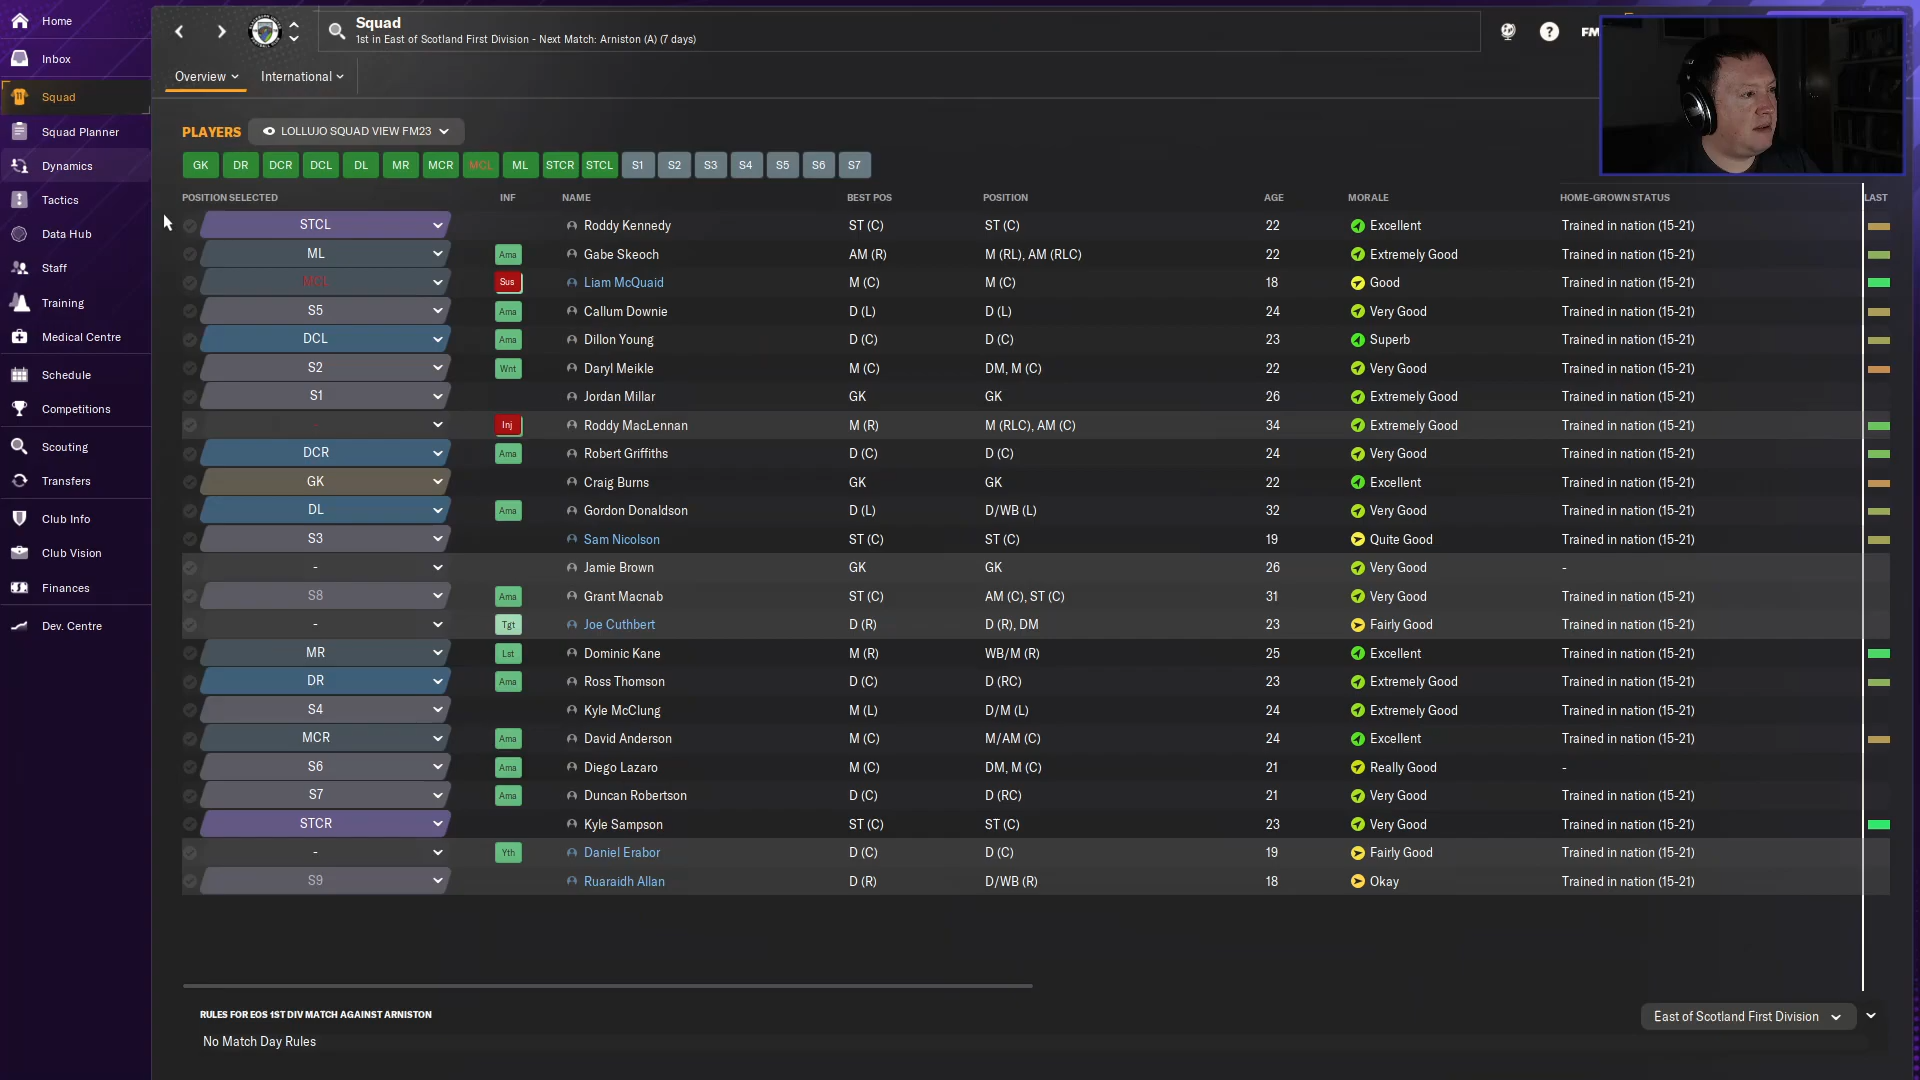 Home
Inbox
Squad
Squad Planner
Dynamics
Tactics
Data Hub
Staff
Training
Medical Centre
Schedule
Competitions
Scouting
Transfers
Club Info
Club Vision
Finances
Dev. Centre
Squad
1st in East of Scotland First Division - Next Match: Arniston (A) (7 days)
FM
Overview
International
PLAYERS
LOLLUJO SQUAD VIEW FM23
GK DR DCR DCL DL MR MCR MCL ML STCR STCL S1 S2 S3 S4 S5 S6 S7
POSITION SELECTED INF NAME BEST POS POSITION AGE MORALE HOME-GROWN STATUS LAST
STCL Roddy Kennedy ST (C) ST (C) 22 Excellent Trained in nation (15-21)
ML Ama Gabe Skeoch AM (R) M (RL), AM (RLC) 22 Extremely Good Trained in nation (15-21)
MCL Sus Liam McQuaid M (C) M (C) 18 Good Trained in nation (15-21)
S5 Ama Callum Downie D (L) D (L) 24 Very Good Trained in nation (15-21)
DCL Ama Dillon Young D (C) D (C) 23 Superb Trained in nation (15-21)
S2 Wnt Daryl Meikle M (C) DM, M (C) 22 Very Good Trained in nation (15-21)
S1 Jordan Millar GK GK 26 Extremely Good Trained in nation (15-21)
- Inj Roddy MacLennan M (R) M (RLC), AM (C) 34 Extremely Good Trained in nation (15-21)
DCR Ama Robert Griffiths D (C) D (C) 24 Very Good Trained in nation (15-21)
GK Craig Burns GK GK 22 Excellent Trained in nation (15-21)
DL Ama Gordon Donaldson D (L) D/WB (L) 32 Very Good Trained in nation (15-21)
S3 Sam Nicolson ST (C) ST (C) 19 Quite Good Trained in nation (15-21)
- Jamie Brown GK GK 26 Very Good -
S8 Ama Grant Macnab ST (C) AM (C), ST (C) 31 Very Good Trained in nation (15-21)
- Tgt Joe Cuthbert D (R) D (R), DM 23 Fairly Good Trained in nation (15-21)
MR Lst Dominic Kane M (R) WB/M (R) 25 Excellent Trained in nation (15-21)
DR Ama Ross Thomson D (C) D (RC) 23 Extremely Good Trained in nation (15-21)
S4 Kyle McClung M (L) D/M (L) 24 Extremely Good Trained in nation (15-21)
MCR Ama David Anderson M (C) M/AM (C) 24 Excellent Trained in nation (15-21)
S6 Ama Diego Lazaro M (C) DM, M (C) 21 Really Good -
S7 Ama Duncan Robertson D (C) D (RC) 21 Very Good Trained in nation (15-21)
STCR Kyle Sampson ST (C) ST (C) 23 Very Good Trained in nation (15-21)
- Yth Daniel Erabor D (C) D (C) 19 Fairly Good Trained in nation (15-21)
S9 Ruaraidh Allan D (R) D/WB (R) 18 Okay Trained in nation (15-21)
RULES FOR EOS 1ST DIV MATCH AGAINST ARNISTON
East of Scotland First Division
No Match Day Rules